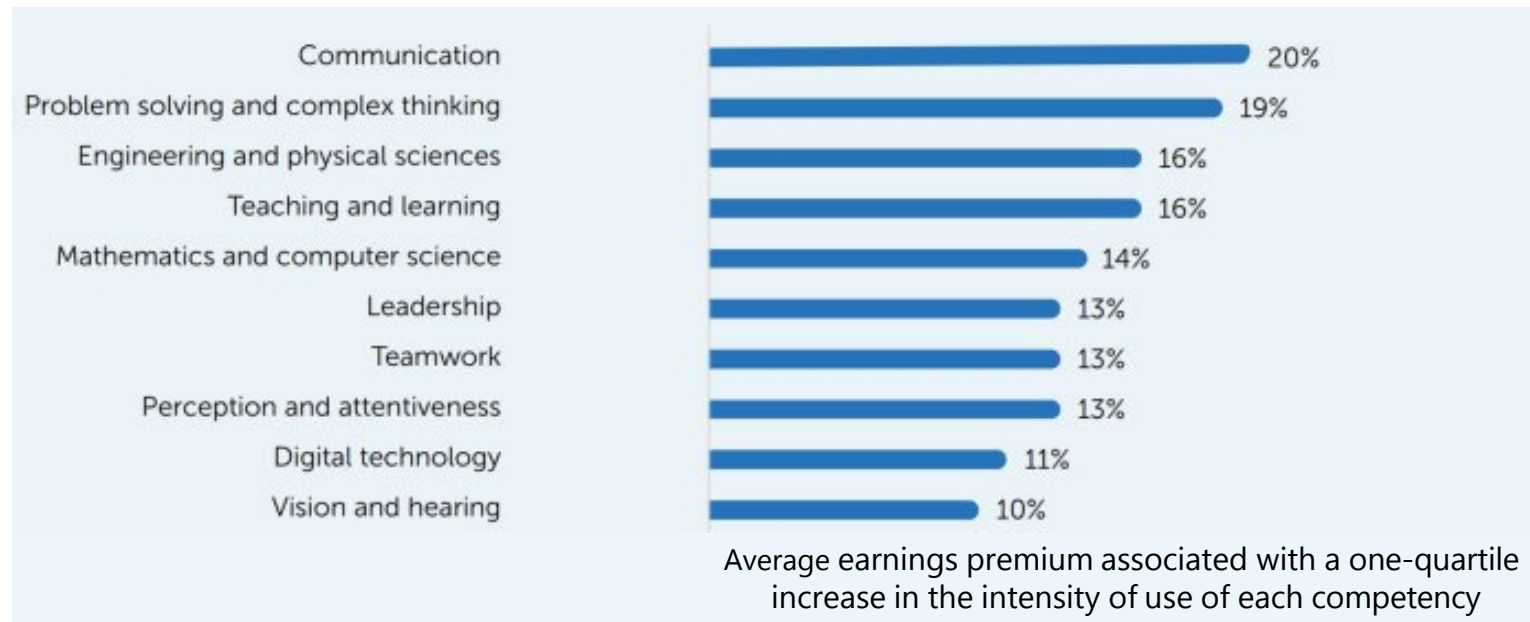 Communication 20%
Problem solving and complex thinking 19%
Engineering and physical sciences 16%
Teaching and learning 16%
Mathematics and computer science 14%
Leadership 13%
Teamwork 13%
Perception and attentiveness 13%
Digital technology 11%
Vision and hearing 10%
Average earnings premium associated with a one-quartile
increase in the intensity of use of each competency